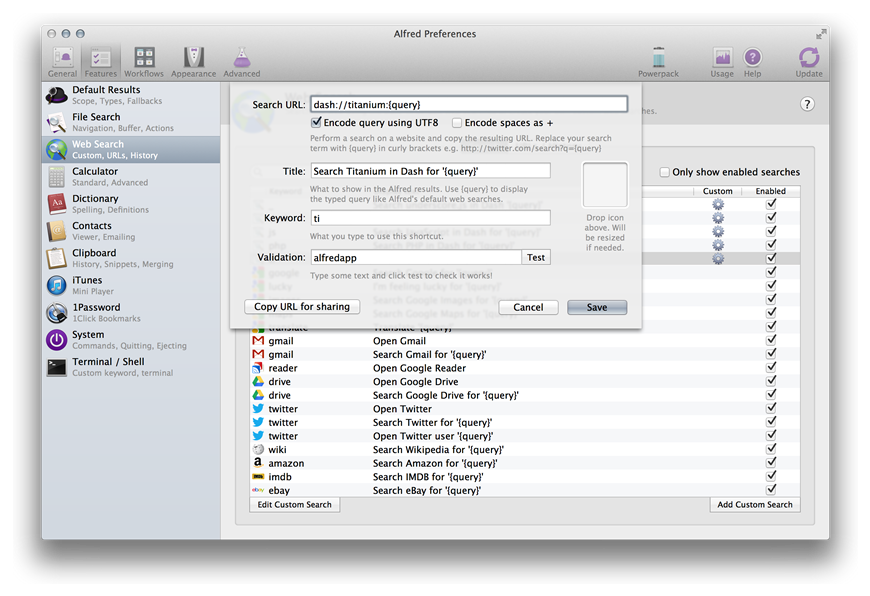 Alfred Preferences
General Features Workflows Appearance Advanced Powerpack Usage Help Update
Default Results
Scope, Types, Fallbacks
File Search
Navigation, Buffer, Actions
Web Search
Custom, URLs, History
Calculator
Standard, Advanced
Dictionary
Spelling, Definitions
Contacts
Viewer, Emailing
Clipboard
History, Snippets, Merging
iTunes
Mini Player
1Password
1Click Bookmarks
System
Commands, Quitting, Ejecting
Terminal / Shell
Custom keyword, terminal
Search URL: dash://titanium:{query}
Encode query using UTF8 Encode spaces as +
Perform a search on a website and copy the resulting URL. Replace your search
term with {query} in curly brackets e.g. http://twitter.com/search?q={query}
Title: Search Titanium in Dash for '{query}'
What to show in the Alfred results. Use {query} to display
the typed query like Alfred's default web searches.
Keyword: ti
What you type to use this shortcut.
Validation: alfredapp Test
Type some text and click test to check it works!
Drop icon
above. Will
be resized
if needed.
Copy URL for sharing Cancel Save
?
Only show enabled searches
Custom Enabled
translate Translate '{query}'
gmail Open Gmail
gmail Search Gmail for '{query}'
reader Open Google Reader
drive Open Google Drive
drive Search Google Drive for '{query}'
twitter Open Twitter
twitter Search Twitter for '{query}'
twitter Open Twitter user '{query}'
wiki Search Wikipedia for '{query}'
amazon Search Amazon for '{query}'
imdb Search IMDB for '{query}'
ebay Search eBay for '{query}'
Edit Custom Search Add Custom Search